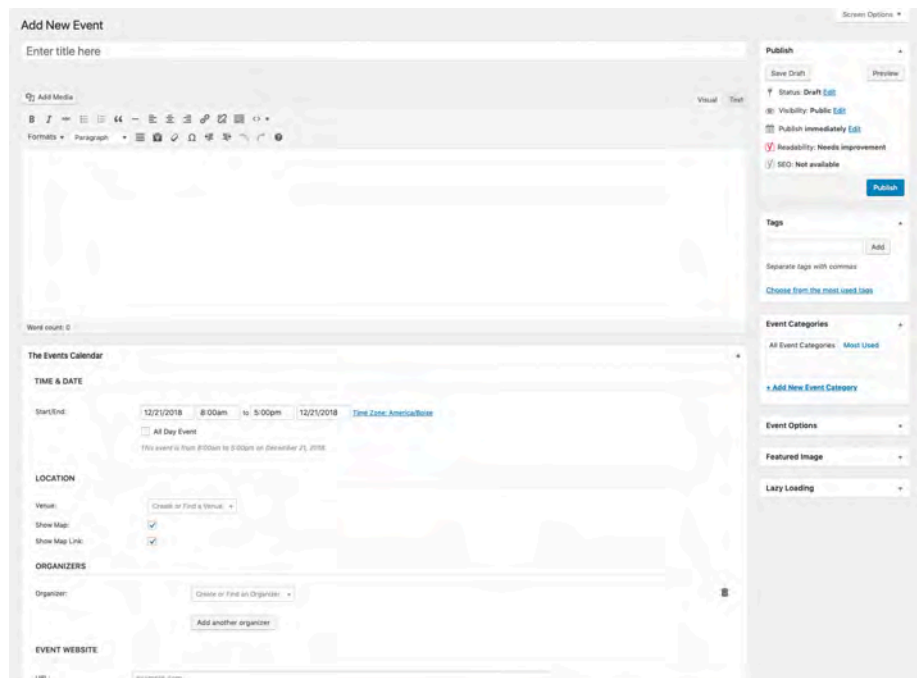 Screen Options
Add New Event
Enter title here
Add Media
Visual Text
B I ABC
Formats Paragraph
Word count: 0
The Events Calendar
TIME & DATE
Start/End: 12/21/2018 8:00am to 5:00pm 12/21/2018 Time Zone: America/Boise
All Day Event
This event is from 8:00am to 5:00pm on December 21, 2018.
LOCATION
Venue: Create or Find a Venue
Show Map:
Show Map Link:
ORGANIZERS
Organizer: Create or Find an Organizer
Add another organizer
EVENT WEBSITE
URL: example.com
Publish
Save Draft Preview
Status: Draft Edit
Visibility: Public Edit
Publish immediately Edit
Readability: Needs improvement
SEO: Not available
Publish
Tags
Add
Separate tags with commas
Choose from the most used tags
Event Categories
All Event Categories Most Used
+ Add New Event Category
Event Options
Featured Image
Lazy Loading